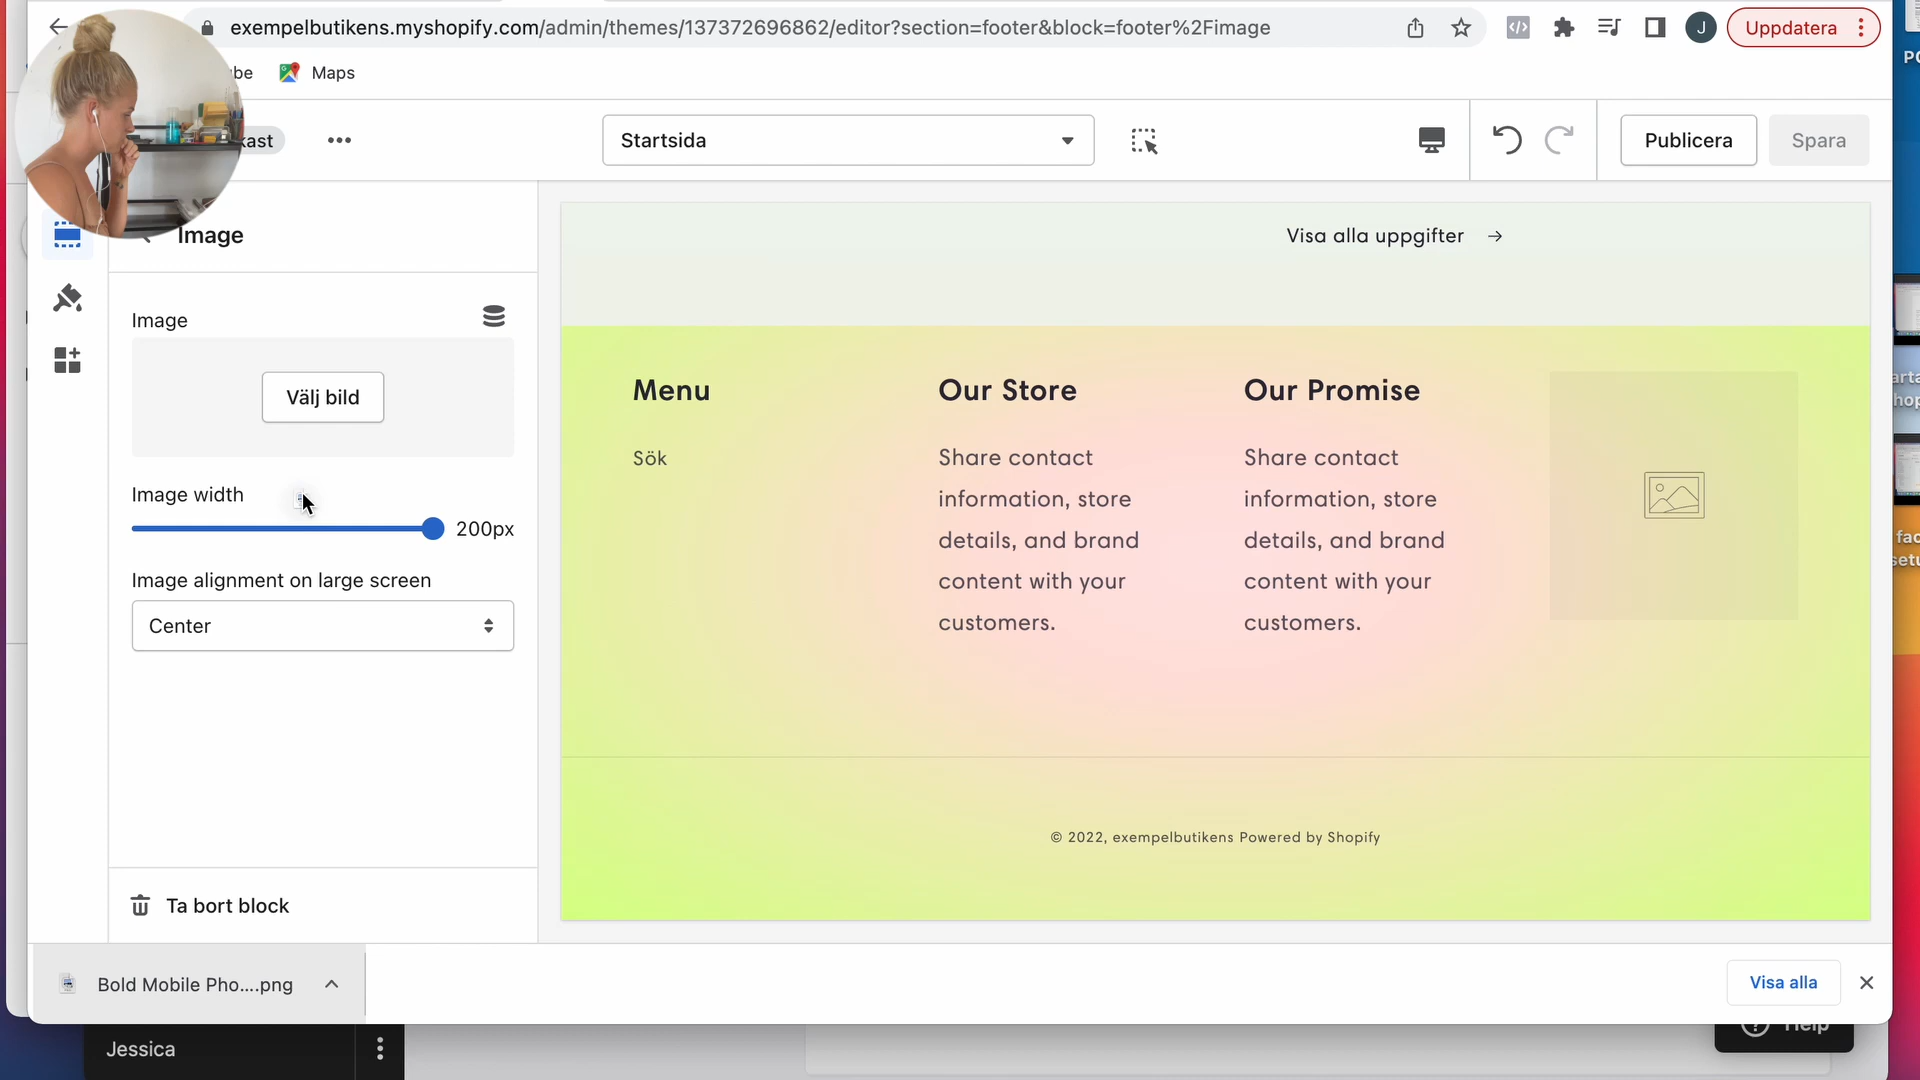 exempelbutikens.myshopify.com/admin/themes/137372696862/editor?section=footer&block=footer%2Fimage
J
Uppdatera
be
Maps
kast
Startsida
Publicera
Spara
Image
Visa alla uppgifter
Image
Välj bild
Image width
200px
Image alignment on large screen
Center
Ta bort block
Menu
Sök
Our Store
Share contact
information, store
details, and brand
content with your
customers.
Our Promise
Share contact
information, store
details, and brand
content with your
customers.
© 2022, exempelbutikens Powered by Shopify
Bold Mobile Pho....png
Visa alla
Jessica
Help